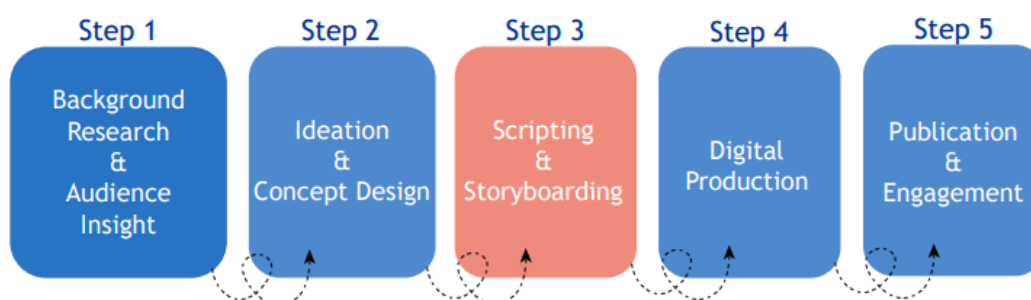 Step 1
Background
Research
&
Audience
Insight
Step 2
Ideation
&
Concept Design
Step 3
Scripting
&
Storyboarding
Step 4
Digital
Production
Step 5
Publication
&
Engagement